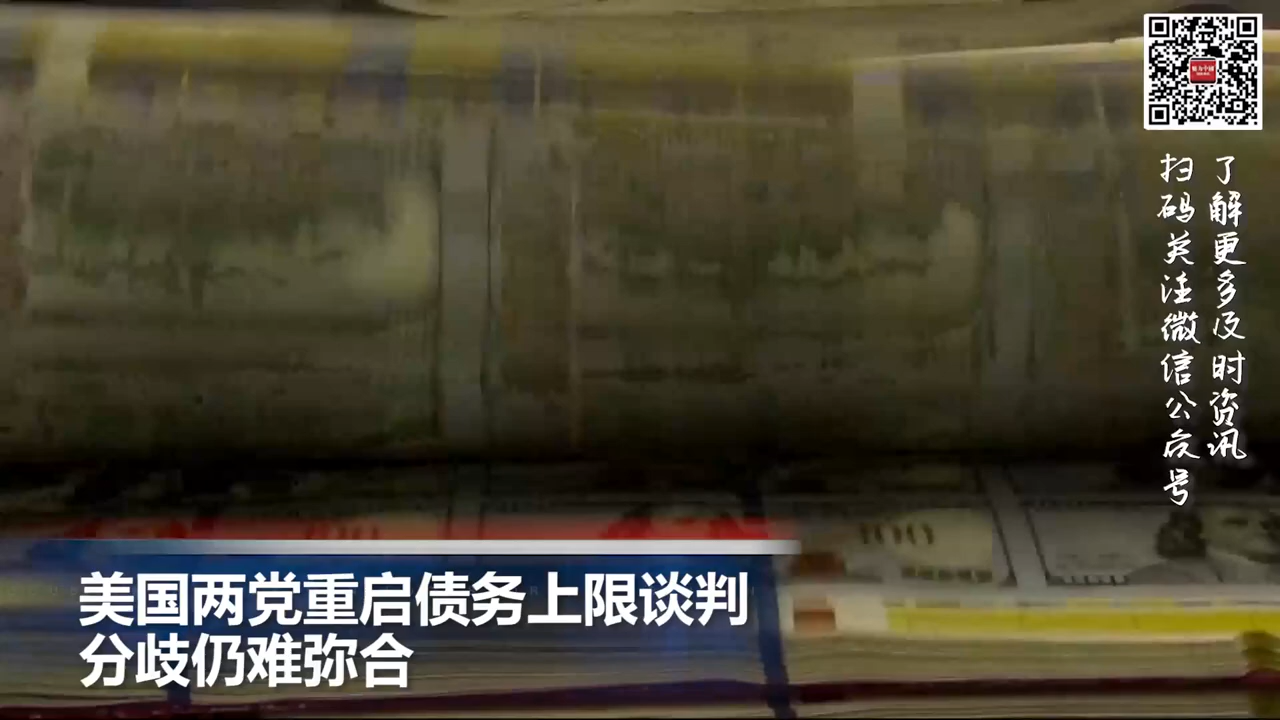 了解更多及时资讯
扫码关注微信公众号
100
美国两党重启债务上限谈判
分歧仍难弥合